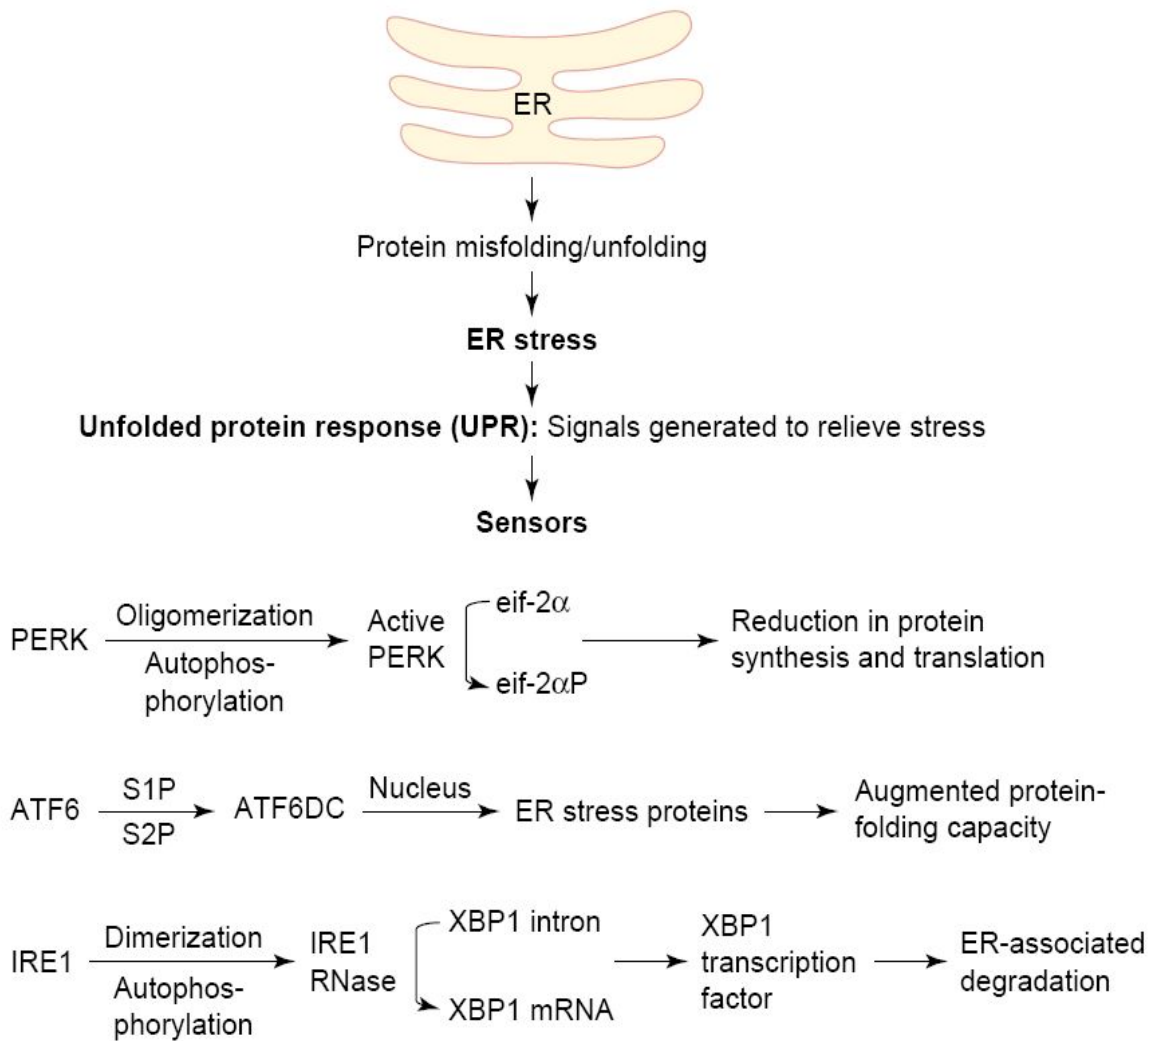 ER
Protein misfolding/unfolding
ER stress
Unfolded protein response (UPR): Signals generated to relieve stress
Sensors
PERK
Oligomerization
Autophos-
phorylation
Active
PERK
eif-2α
eif-2αP
Reduction in protein
synthesis and translation
ATF6
S1P
S2P
ATF6DC
Nucleus
ER stress proteins
Augmented protein-
folding capacity
IRE1
Dimerization
Autophos-
phorylation
IRE1
RNase
XBP1 intron
XBP1 mRNA
XBP1
transcription
factor
ER-associated
degradation